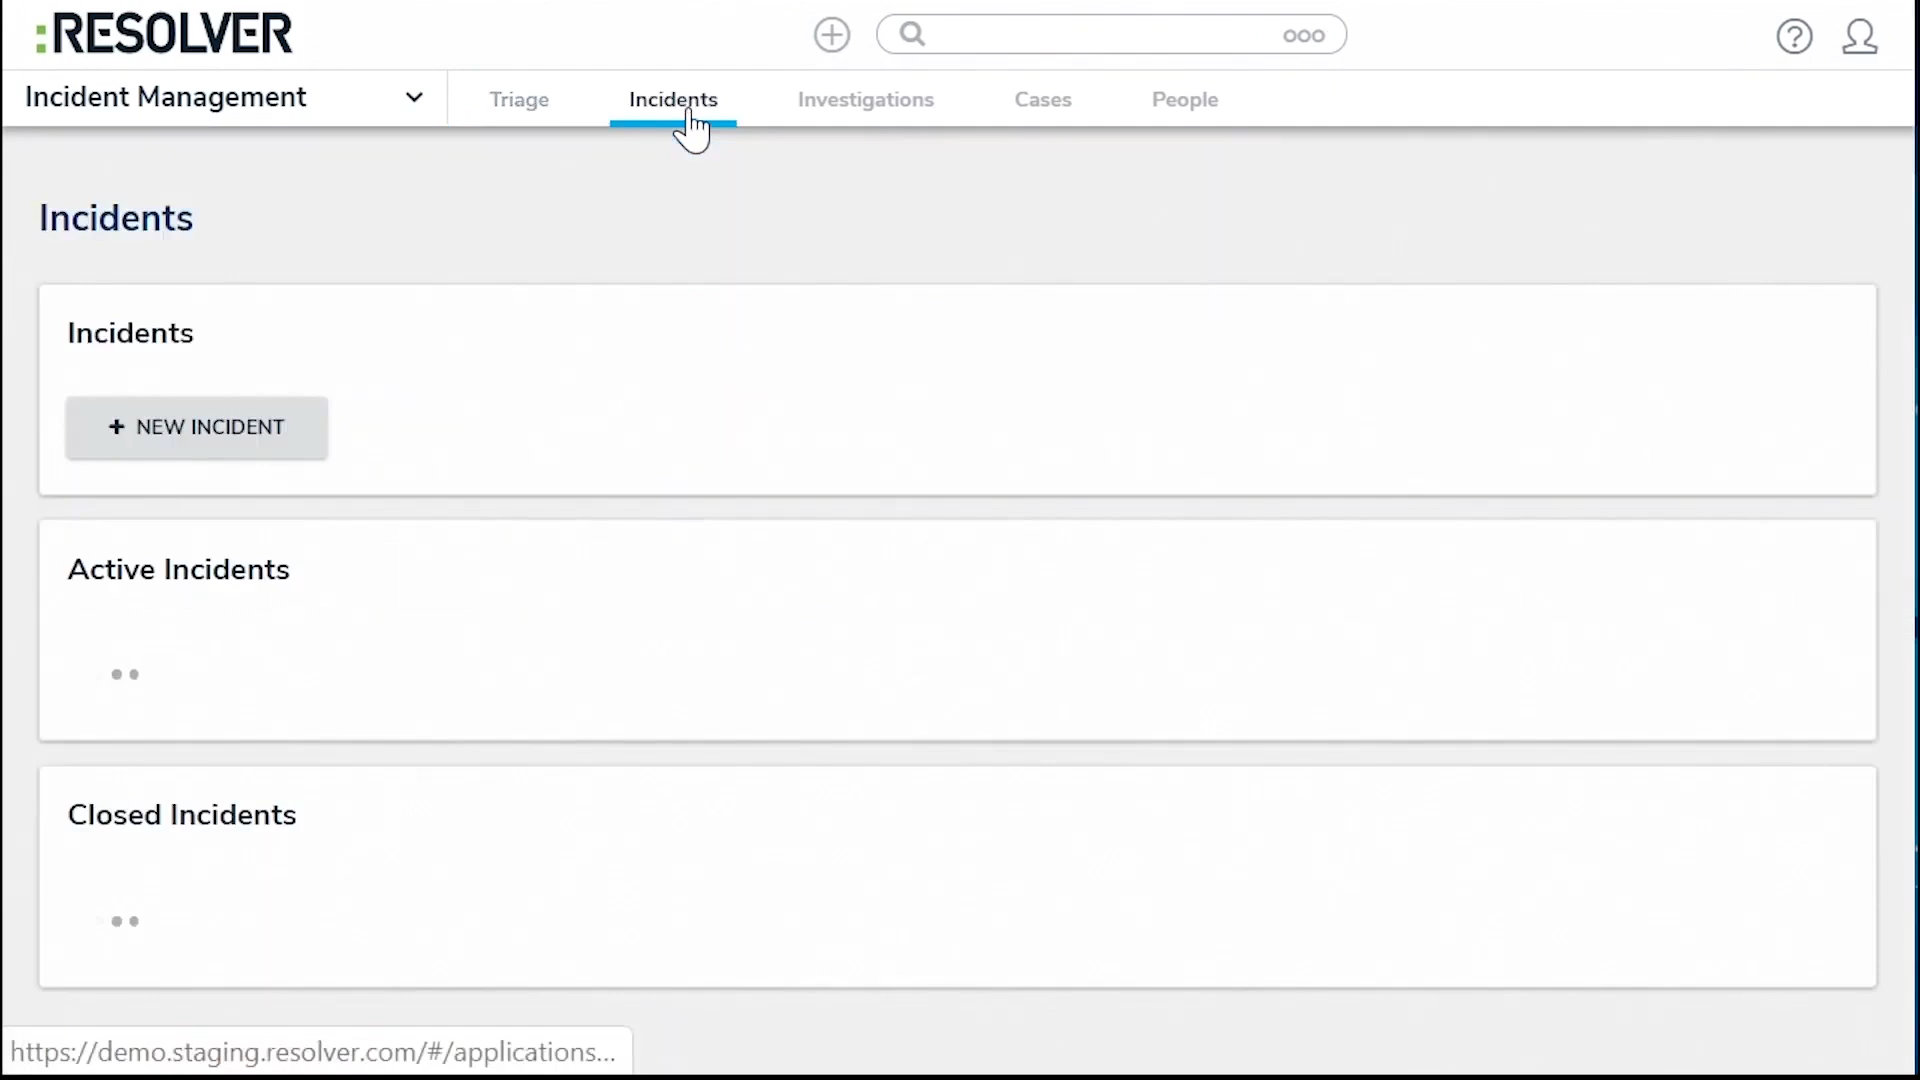 :RESOLVER
Incident Management
Triage
Incidents
Investigations
Cases
People
Incidents
Incidents
+ NEW INCIDENT
Active Incidents
Closed Incidents
https://demo.staging.resolver.com/#/applications...